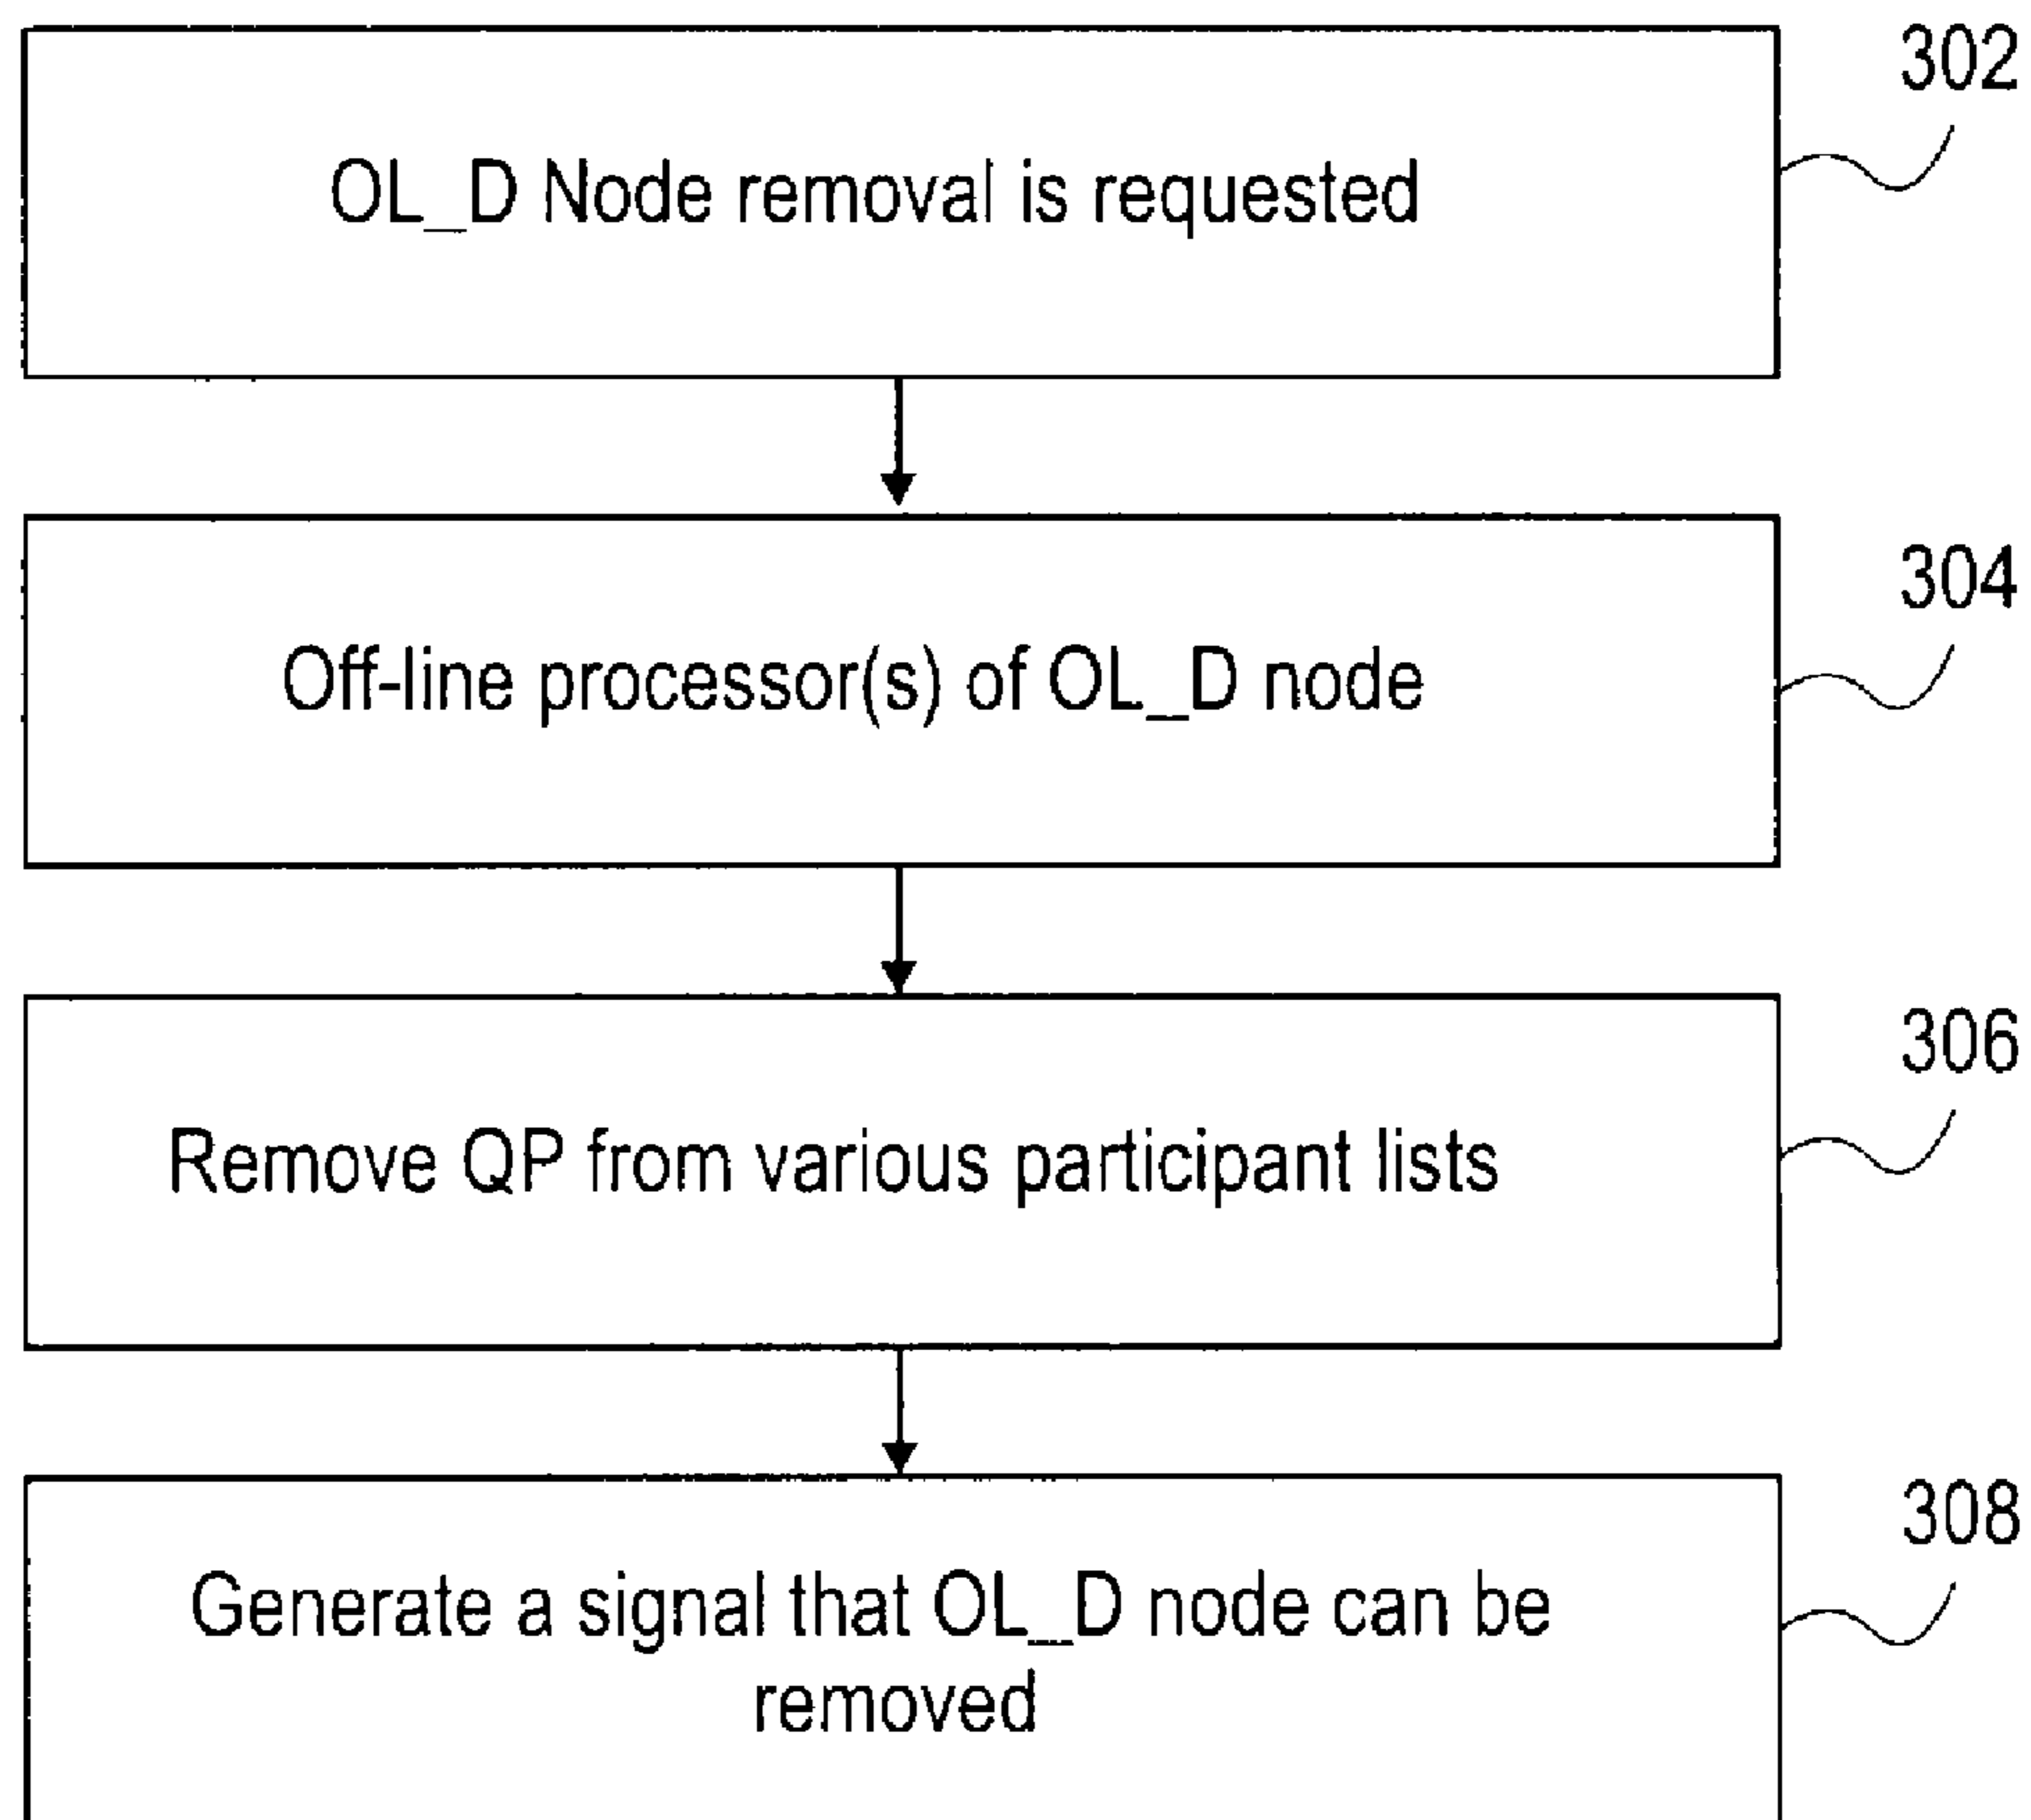 302
OL_D Node removal is requested
304
Off-line processor(s) of OL_D node
306
Remove QP from various participant lists
308
Generate a signal that OL_D node can be
removed